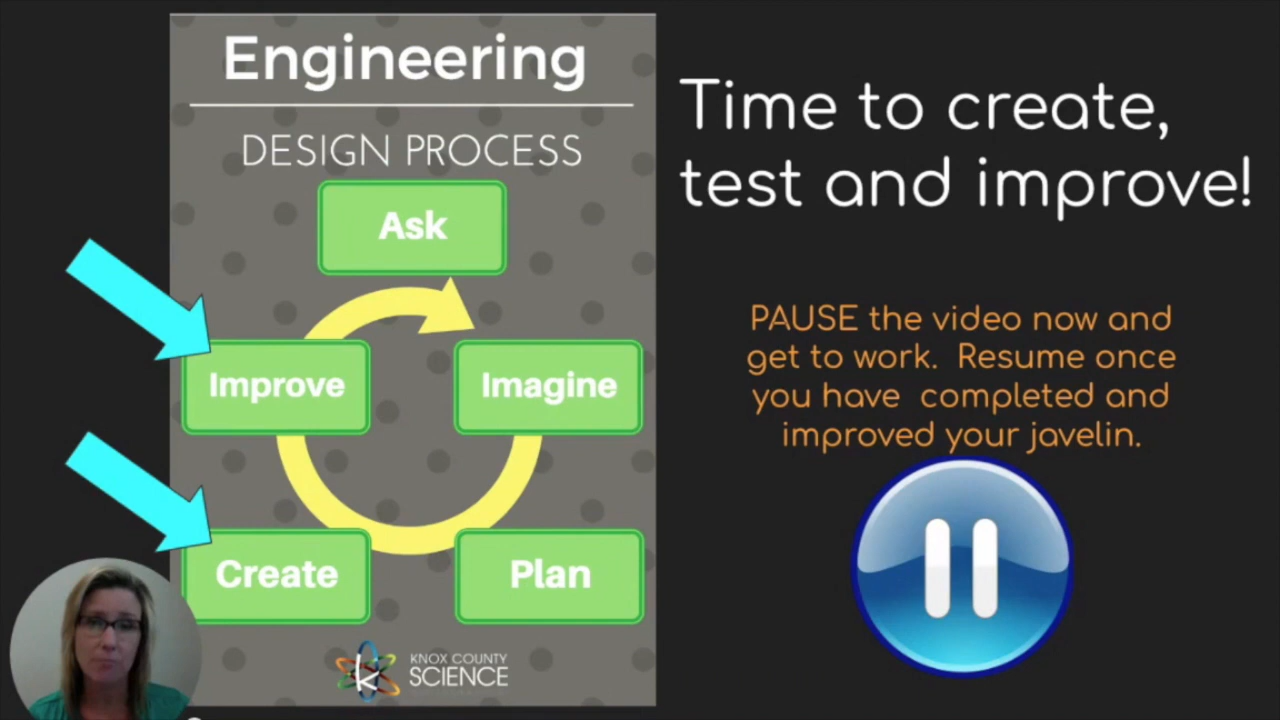 Engineering
DESIGN PROCESS
Ask
Improve
Imagine
Create
Plan
KNOX COUNTY
SCIENCE
Time to create,
test and improve!
PAUSE the video now and
get to work. Resume once
you have completed and
improved your javelin.